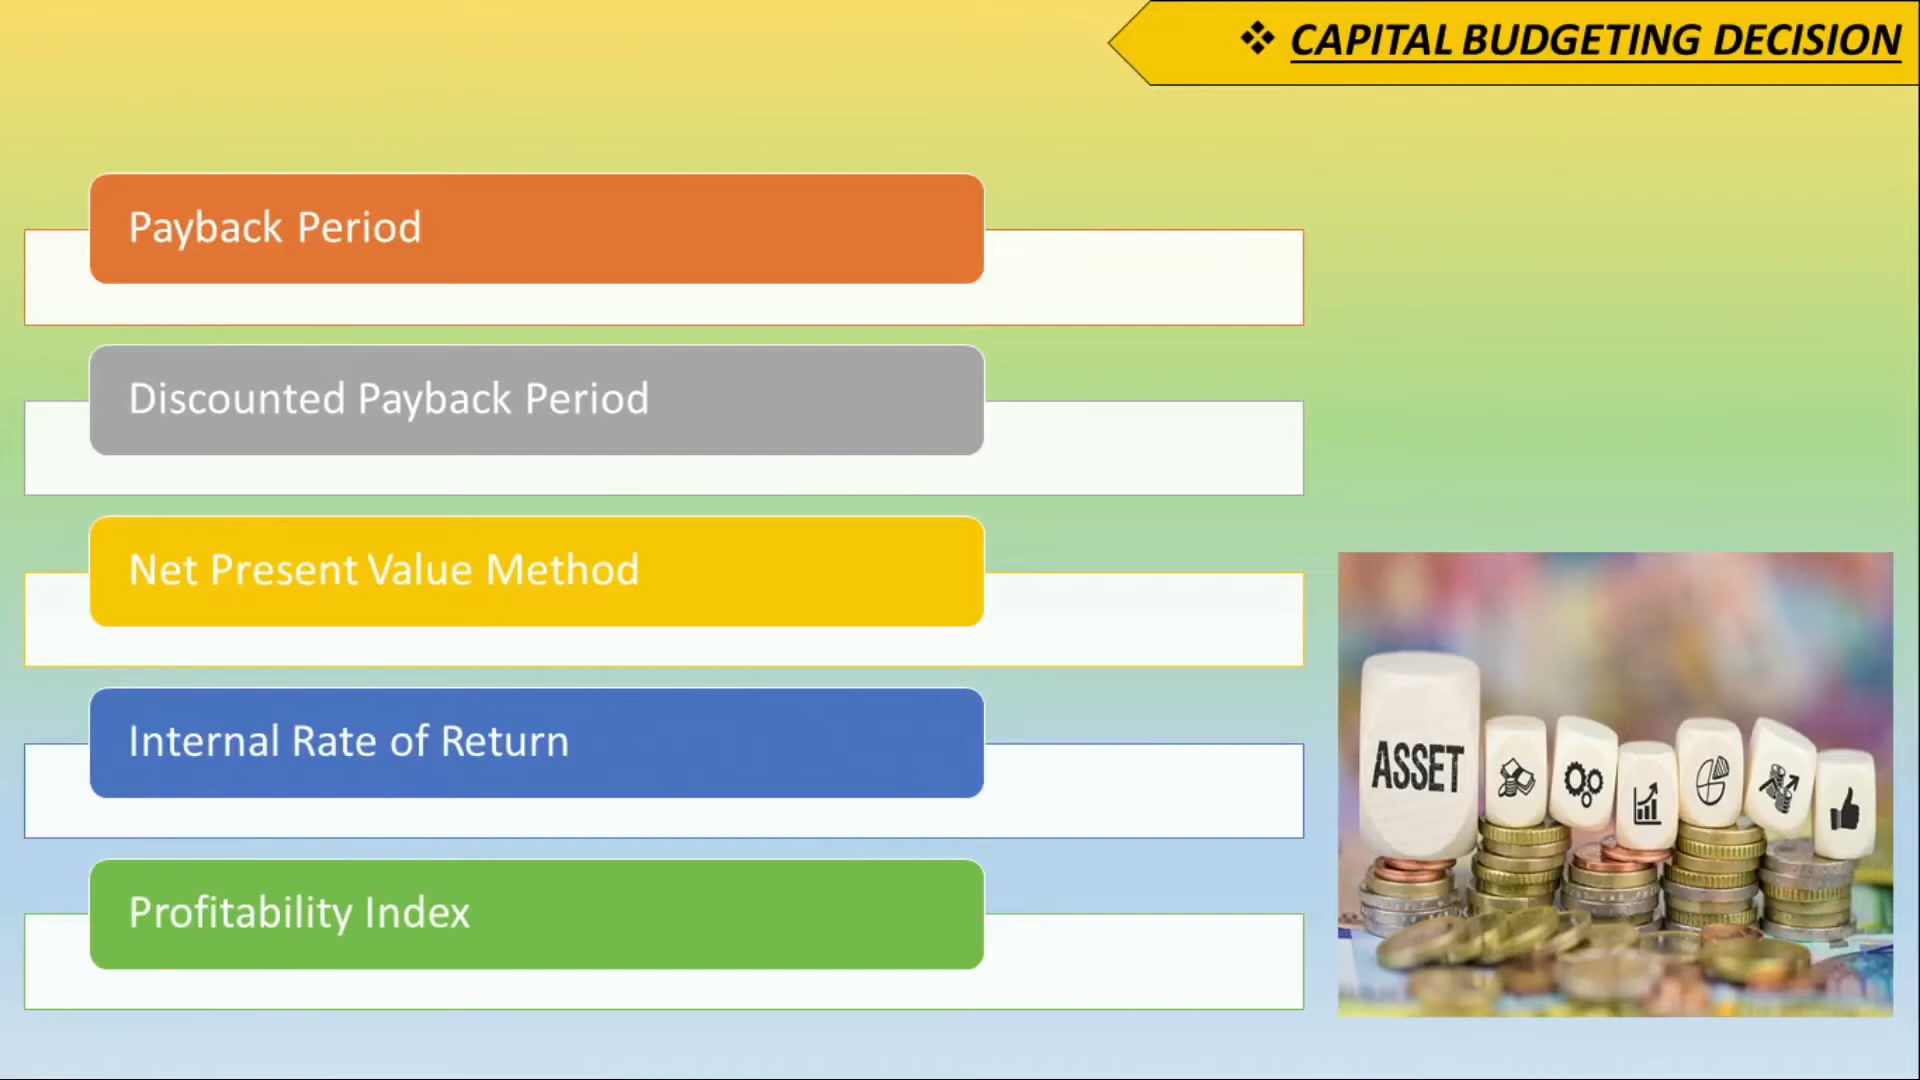 ❖ CAPITAL BUDGETING DECISION
Payback Period
Discounted Payback Period
Net Present Value Method
Internal Rate of Return
Profitability Index
ASSET